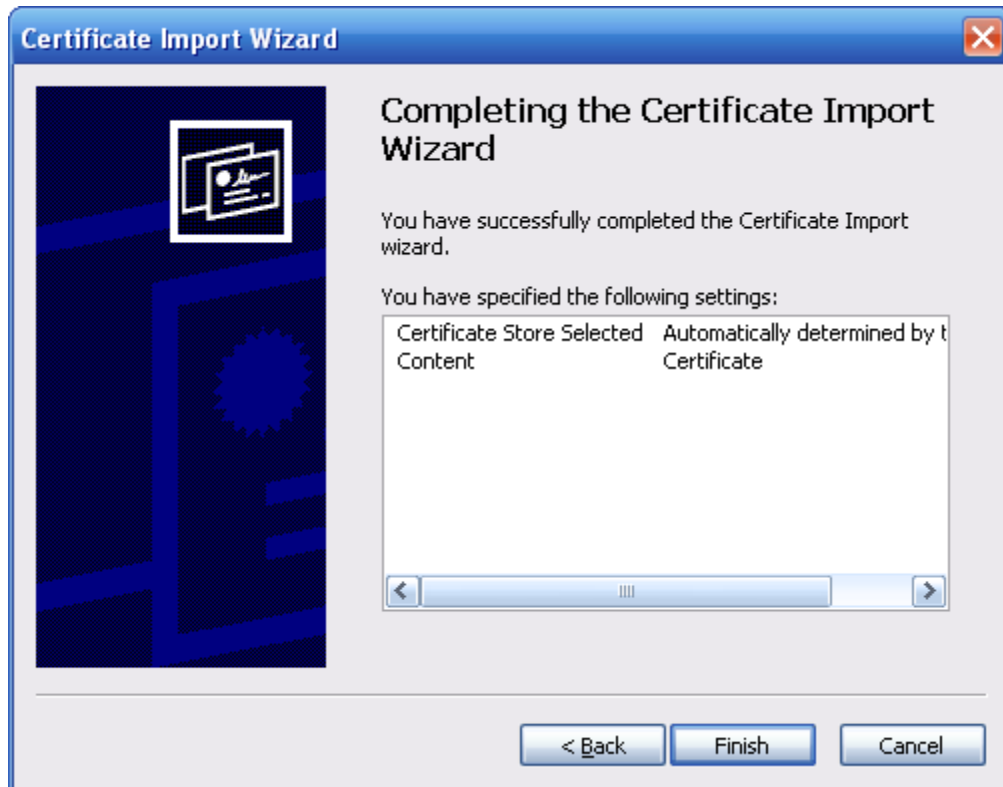 Certificate Import Wizard
Completing the Certificate Import
Wizard
You have successfully completed the Certificate Import
wizard.
You have specified the following settings:
Certificate Store Selected Automatically determined by t
Content Certificate
< Back Finish Cancel